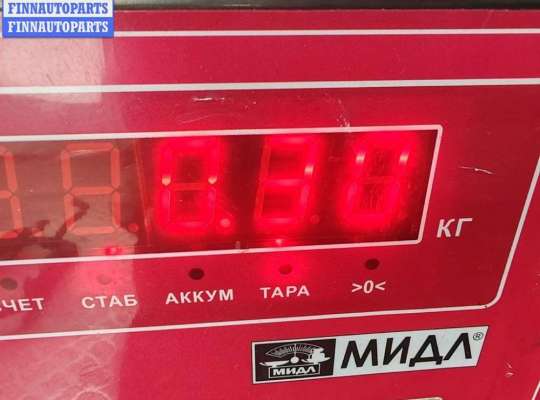 FINNAUTOPARTS
FINNAUTOPARTS
0.30
КГ
ЧЕТ СТАБ АККУМ ТАРА >0<
МИДЛ МИДЛ®